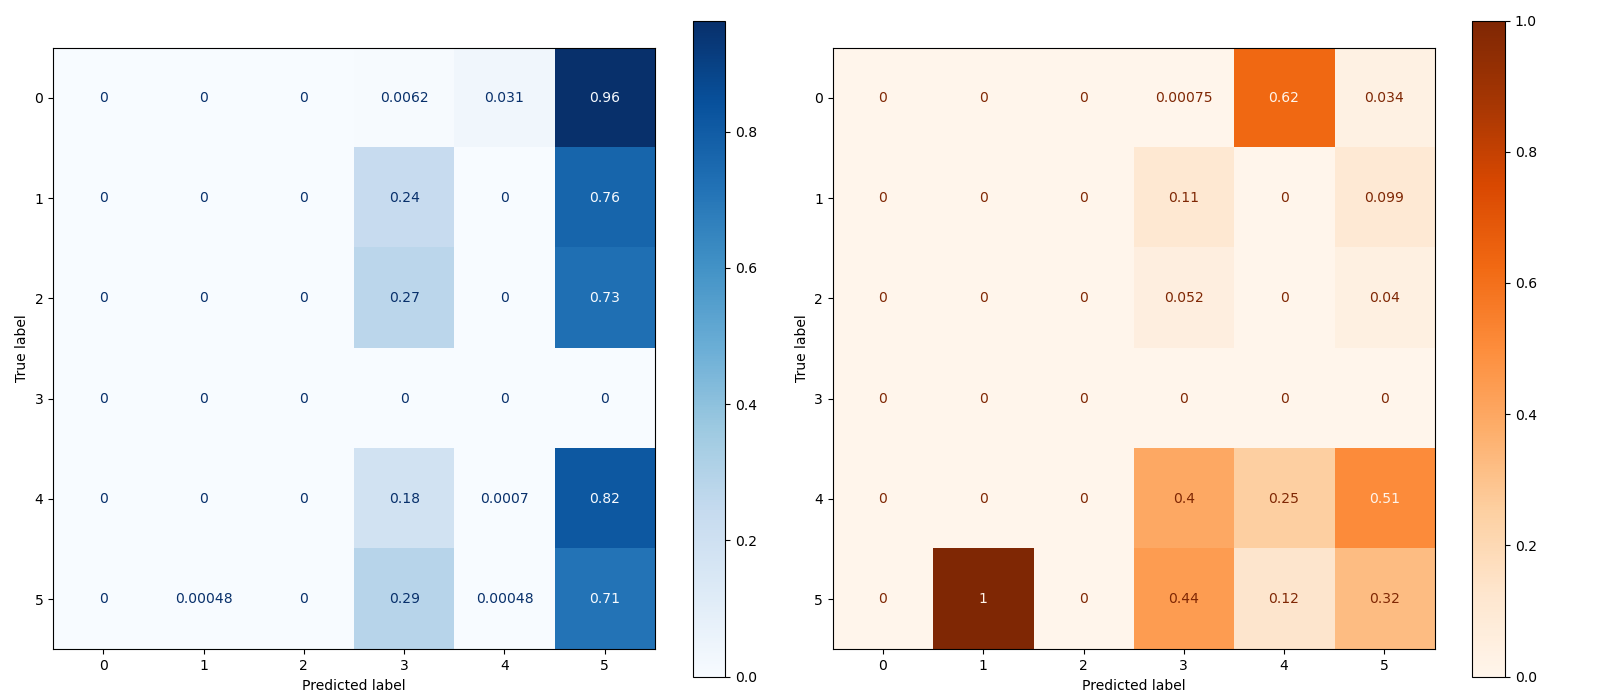 0 0 0 0 0.0062 0.031 0.96
1 0 0 0 0.24 0 0.76
2 0 0 0 0.27 0 0.73
3 0 0 0 0 0 0
4 0 0 0 0.18 0.0007 0.82
5 0 0.00048 0 0.29 0.00048 0.71
0 1 2 3 4 5
True label
Predicted label
0.8
0.6
0.4
0.2
0.0
0 0 0 0 0.00075 0.62 0.034
1 0 0 0 0.11 0 0.099
2 0 0 0 0.052 0 0.04
3 0 0 0 0 0 0
4 0 0 0 0.4 0.25 0.51
5 0 1 0 0.44 0.12 0.32
0 1 2 3 4 5
True label
Predicted label
1.0
0.8
0.6
0.4
0.2
0.0